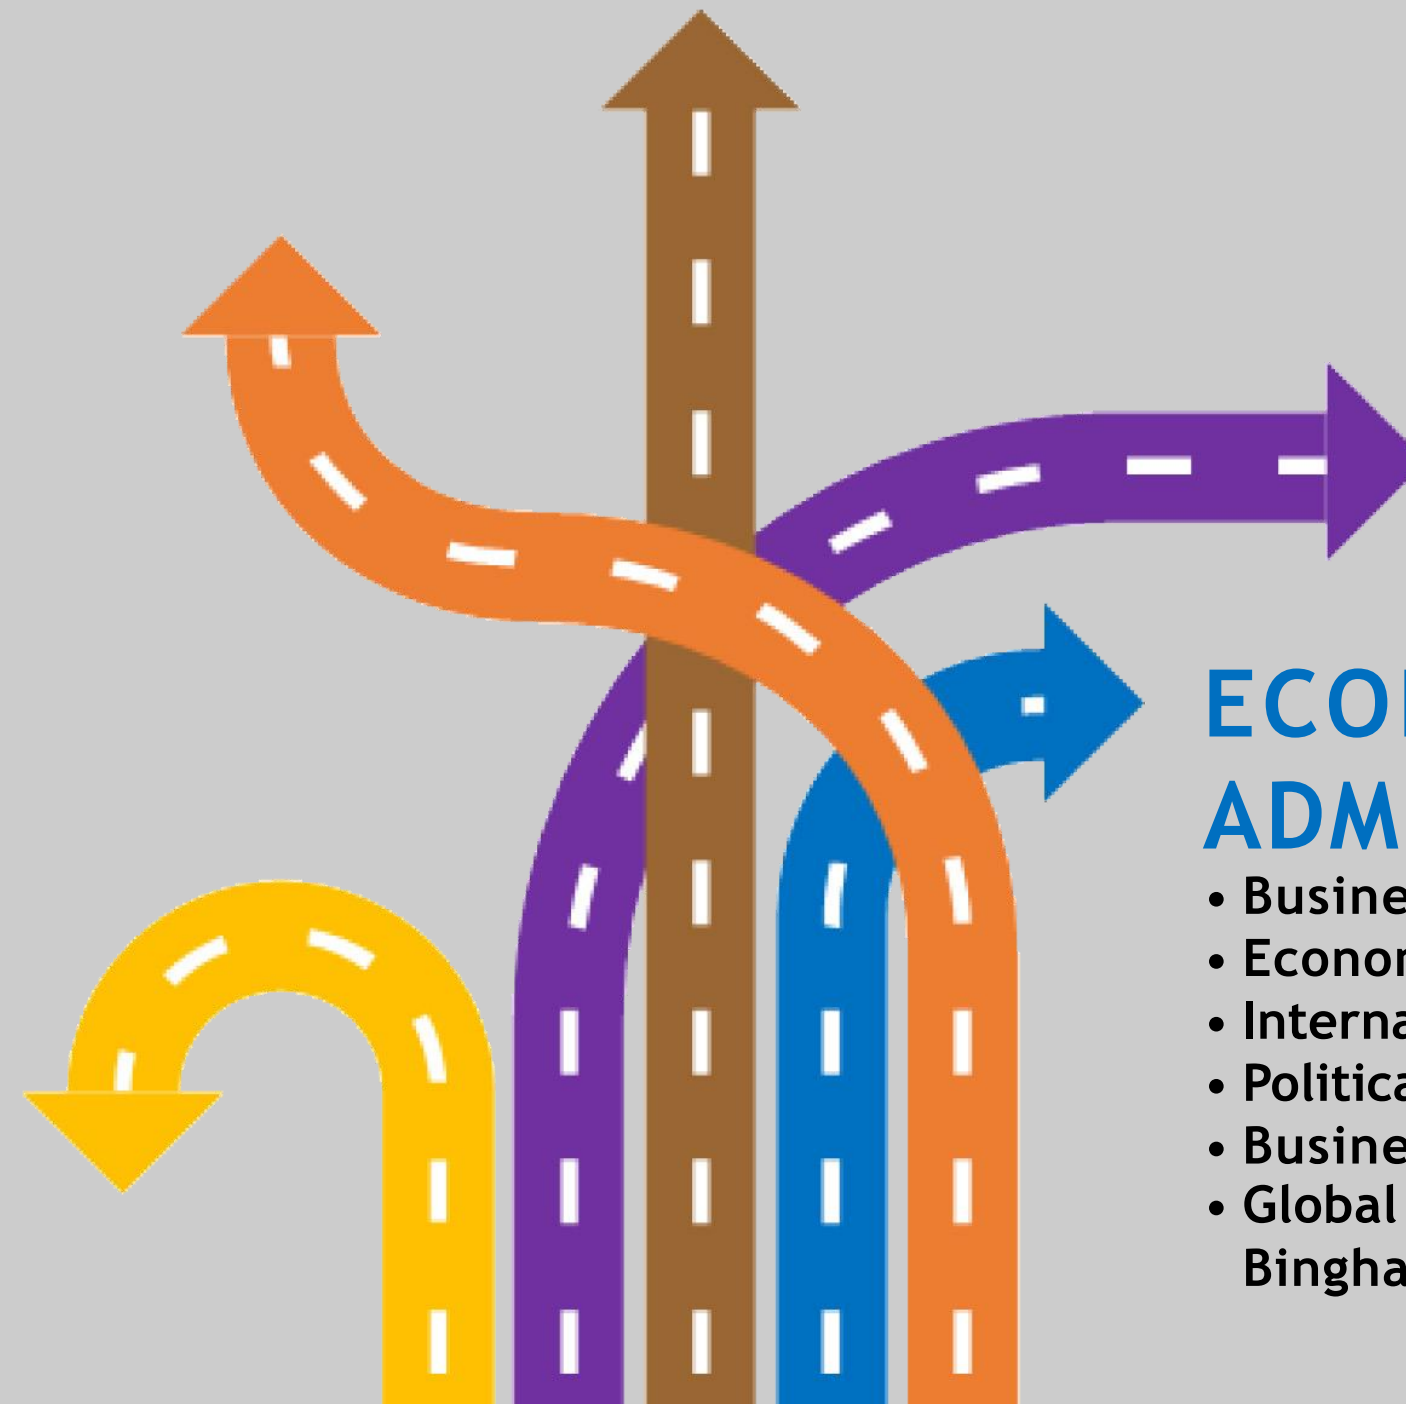 ECO
ADM
• Busine
• Econo
• Interna
• Politica
• Busine
• Global
Bingha